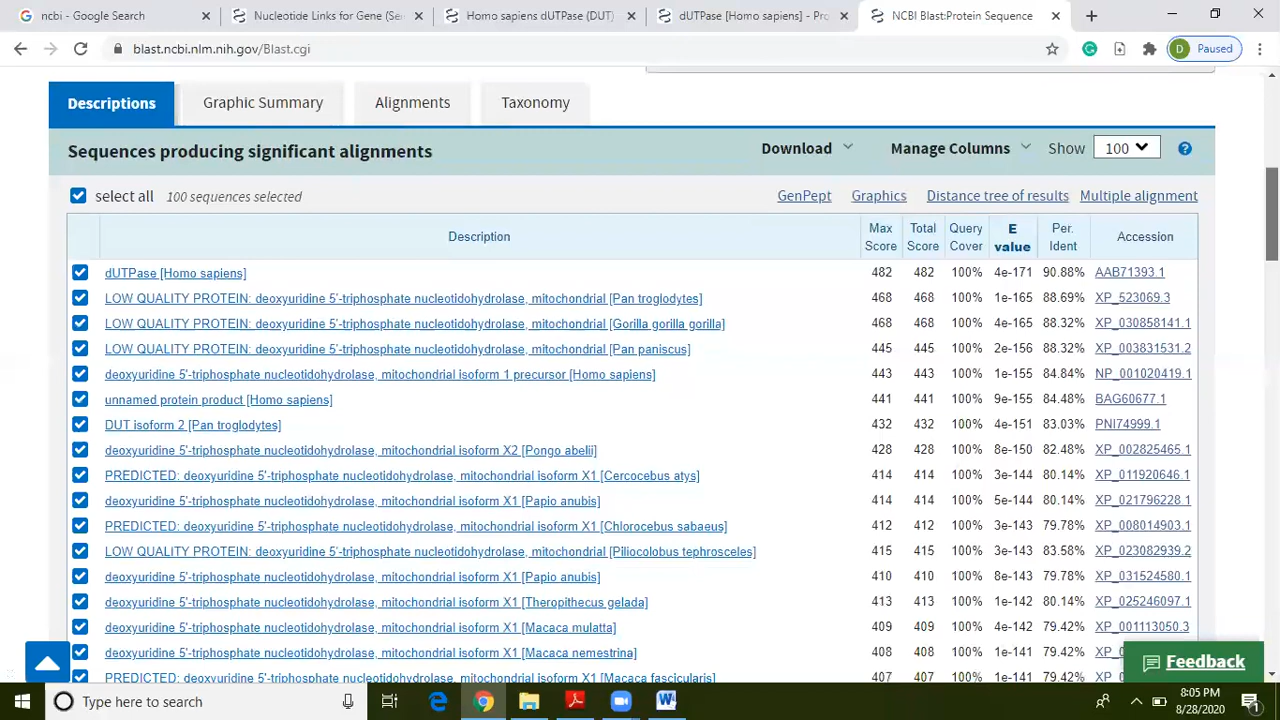 ncbi - Google Search
Nucleotide Links for Gene (Se
Homo sapiens dUTPase (DUT)
dUTPase [Homo sapiens] - Pro
NCBI Blast:Protein Sequence
blast.ncbi.nlm.nih.gov/Blast.cgi
D Paused
Descriptions Graphic Summary Alignments Taxonomy
Sequences producing significant alignments Download Manage Columns Show 100
select all 100 sequences selected GenPept Graphics Distance tree of results Multiple alignment
Description Max Score Total Score Query Cover E value Per. Ident Accession
dUTPase [Homo sapiens] 482 482 100% 4e-171 90.88% AAB71393.1
LOW QUALITY PROTEIN: deoxyuridine 5'-triphosphate nucleotidohydrolase, mitochondrial [Pan troglodytes] 468 468 100% 1e-165 88.69% XP_523069.3
LOW QUALITY PROTEIN: deoxyuridine 5'-triphosphate nucleotidohydrolase, mitochondrial [Gorilla gorilla gorilla] 468 468 100% 4e-165 88.32% XP_030858141.1
LOW QUALITY PROTEIN: deoxyuridine 5'-triphosphate nucleotidohydrolase, mitochondrial [Pan paniscus] 445 445 100% 2e-156 88.32% XP_003831531.2
deoxyuridine 5'-triphosphate nucleotidohydrolase, mitochondrial isoform 1 precursor [Homo sapiens] 443 443 100% 1e-155 84.84% NP_001020419.1
unnamed protein product [Homo sapiens] 441 441 100% 9e-155 84.48% BAG60677.1
DUT isoform 2 [Pan troglodytes] 432 432 100% 4e-151 83.03% PNI74999.1
deoxyuridine 5'-triphosphate nucleotidohydrolase, mitochondrial isoform X2 [Pongo abelii] 428 428 100% 8e-150 82.48% XP_002825465.1
PREDICTED: deoxyuridine 5'-triphosphate nucleotidohydrolase, mitochondrial isoform X1 [Cercocebus atys] 414 414 100% 3e-144 80.14% XP_011920646.1
deoxyuridine 5'-triphosphate nucleotidohydrolase, mitochondrial isoform X1 [Papio anubis] 414 414 100% 5e-144 80.14% XP_021796228.1
PREDICTED: deoxyuridine 5'-triphosphate nucleotidohydrolase, mitochondrial isoform X1 [Chlorocebus sabaeus] 412 412 100% 3e-143 79.78% XP_008014903.1
LOW QUALITY PROTEIN: deoxyuridine 5'-triphosphate nucleotidohydrolase, mitochondrial [Piliocolobus tephrosceles] 415 415 100% 3e-143 83.58% XP_023082939.2
deoxyuridine 5'-triphosphate nucleotidohydrolase, mitochondrial isoform X1 [Papio anubis] 410 410 100% 8e-143 79.78% XP_031524580.1
deoxyuridine 5'-triphosphate nucleotidohydrolase, mitochondrial isoform X1 [Theropithecus gelada] 413 413 100% 1e-142 80.14% XP_025246097.1
deoxyuridine 5'-triphosphate nucleotidohydrolase, mitochondrial isoform X1 [Macaca mulatta] 409 409 100% 4e-142 79.42% XP_001113050.3
deoxyuridine 5'-triphosphate nucleotidohydrolase, mitochondrial isoform X1 [Macaca nemestrina] 408 408 100% 1e-141 79.42%
PREDICTED: deoxyuridine 5'-triphosphate nucleotidohydrolase, mitochondrial isoform X1 [Macaca fascicularis] 407 407 100% 1e-141 79.42%
Feedback
Type here to search
8:05 PM
8/28/2020